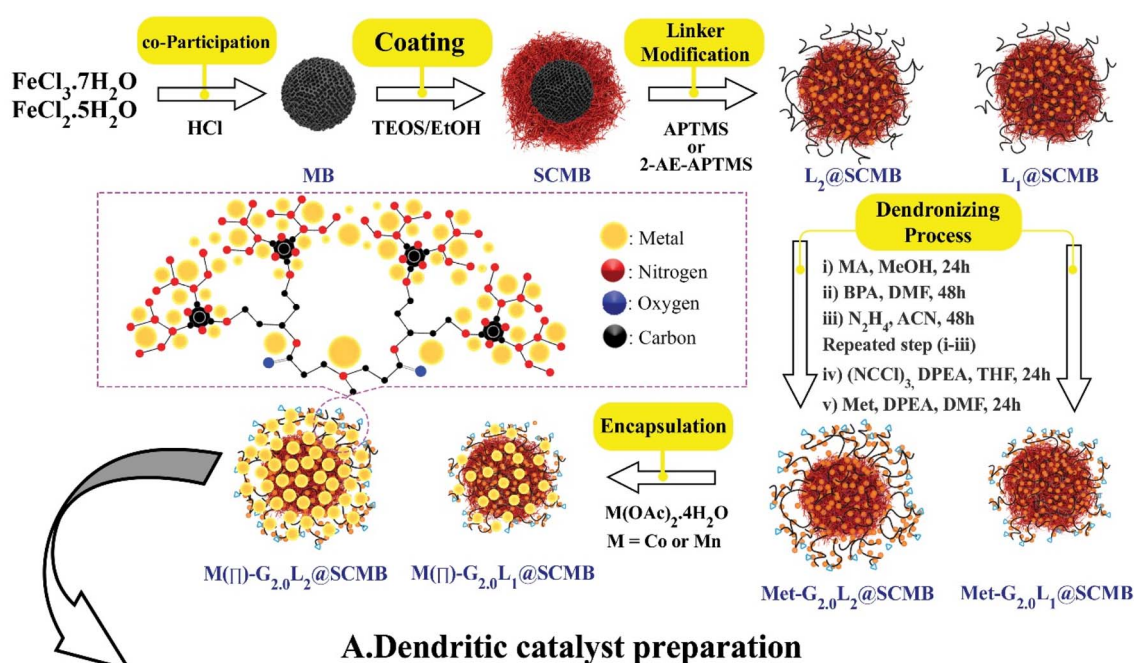 co-Participation
FeCl₃.7H₂O
FeCl₂.5H₂O
HCl
MB
Coating
TEOS/EtOH
SCMB
Linker
Modification
APTMS
or
2-AE-APTMS
L₂@SCMB
L₁@SCMB
: Metal
: Nitrogen
: Oxygen
: Carbon
Dendronizing
Process
i) MA, MeOH, 24h
ii) BPA, DMF, 48h
iii) N₂H₄, ACN, 48h
Repeated step (i-iii)
iv) (NCCl)₃, DPEA, THF, 24h
v) Met, DPEA, DMF, 24h
Met-G₂.₀L₂@SCMB
Met-G₂.₀L₁@SCMB
Encapsulation
M(OAc)₂.4H₂O
M = Co or Mn
M(∏)-G₂.₀L₂@SCMB
M(∏)-G₂.₀L₁@SCMB
A.Dendritic catalyst preparation